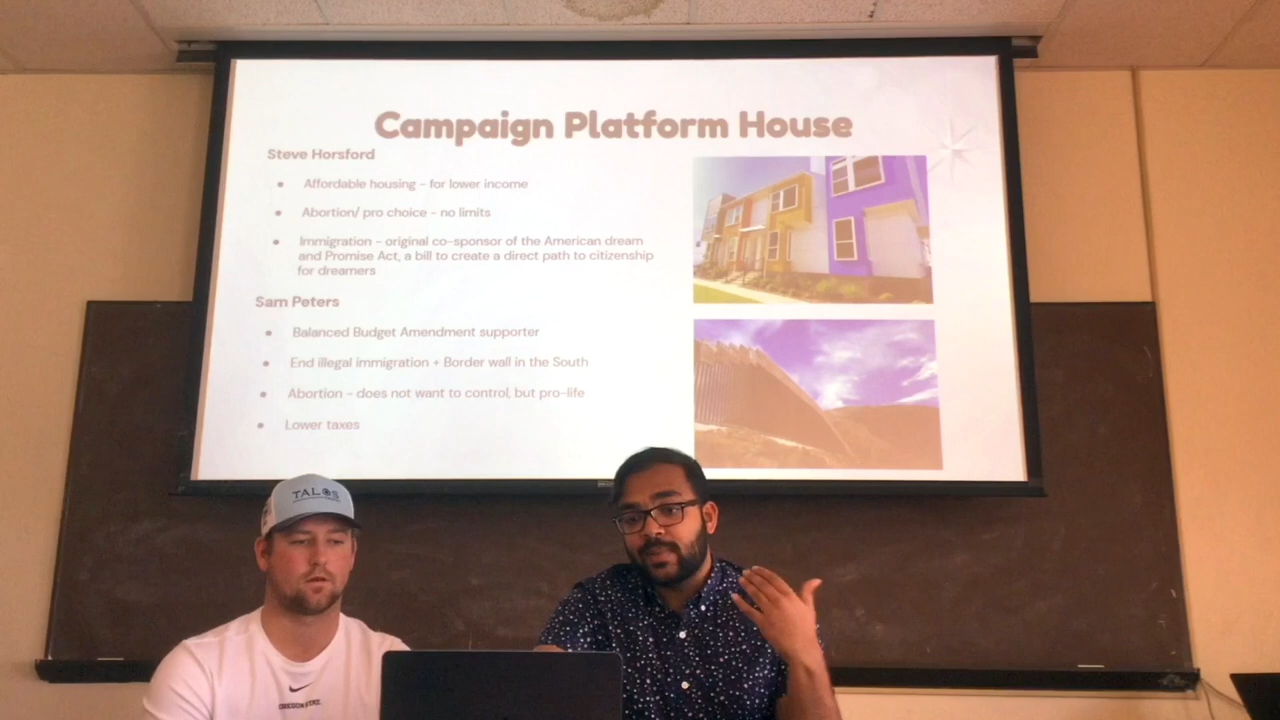 Campaign Platform House
Steve Horsford
• Affordable housing - for lower income
• Abortion/ pro choice - no limits
• Immigration - original co-sponsor of the American dream
and Promise Act, a bill to create a direct path to citizenship
for dreamers
Sam Peters
• Balanced Budget Amendment supporter
• End illegal immigration + Border wall in the South
• Abortion - does not want to control, but pro-life
• Lower taxes
TALOS
OREGON STATE